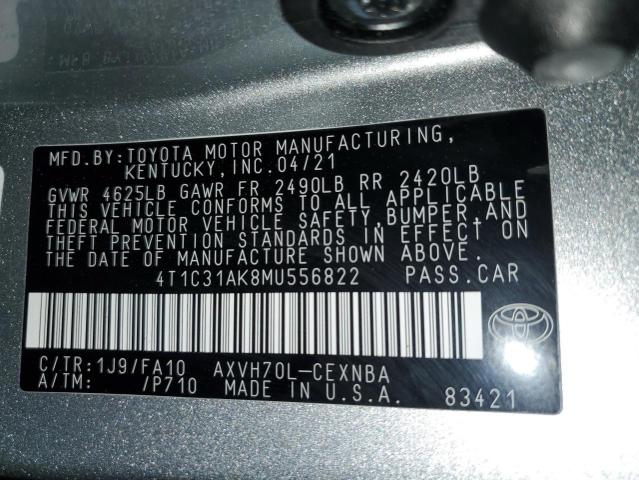 MFD.BY:TOYOTA MOTOR MANUFACTURING,
KENTUCKY, INC.04/21
GVWR 4625LB GAWR FR 2490LB RR 2420LB
THIS VEHICLE CONFORMS TO ALL APPLICABLE
FEDERAL MOTOR VEHICLE SAFETY,BUMPER,AND
THEFT PREVENTION STANDARDS IN EFFECT ON
THE DATE OF MANUFACTURE SHOWN ABOVE.
4T1C31AK8MU556822 PASS.CAR
C/TR:1J9/FA10 AXVH70L-CEXNBA
A/TM: /P710 MADE IN U.S.A.
83421